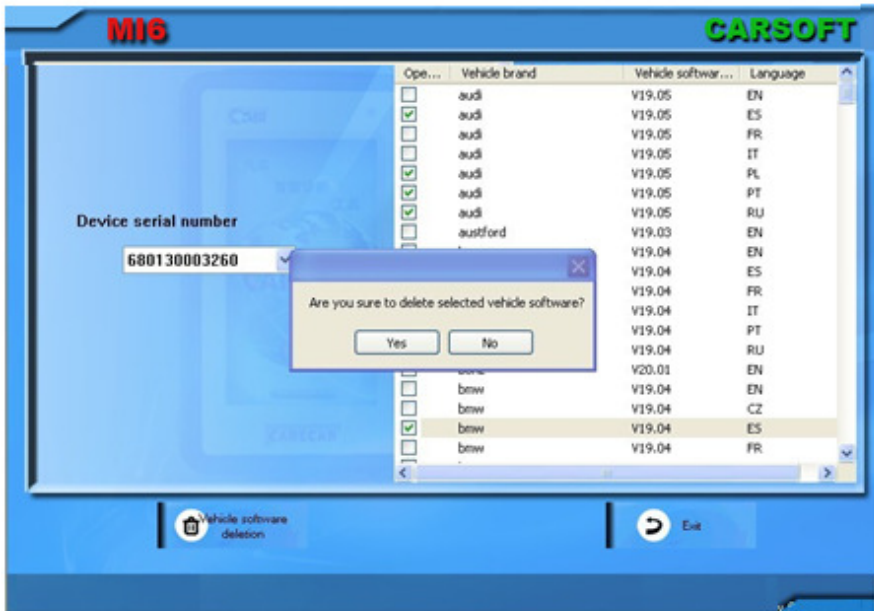 MI6
CARSOFT
Ope... Vehicle brand Vehicle softwar... Language
audi V19.05 EN
audi V19.05 ES
audi V19.05 FR
audi V19.05 IT
audi V19.05 PL
audi V19.05 PT
audi V19.05 RU
austford V19.03 EN
V19.04 EN
V19.04 ES
V19.04 FR
V19.04 IT
V19.04 PT
V19.04 RU
V20.01 EN
bmw V19.04 EN
bmw V19.04 CZ
bmw V19.04 ES
bmw V19.04 FR
Device serial number
680130003260
Are you sure to delete selected vehicle software?
Yes No
Vehicle software
deletion
Exit